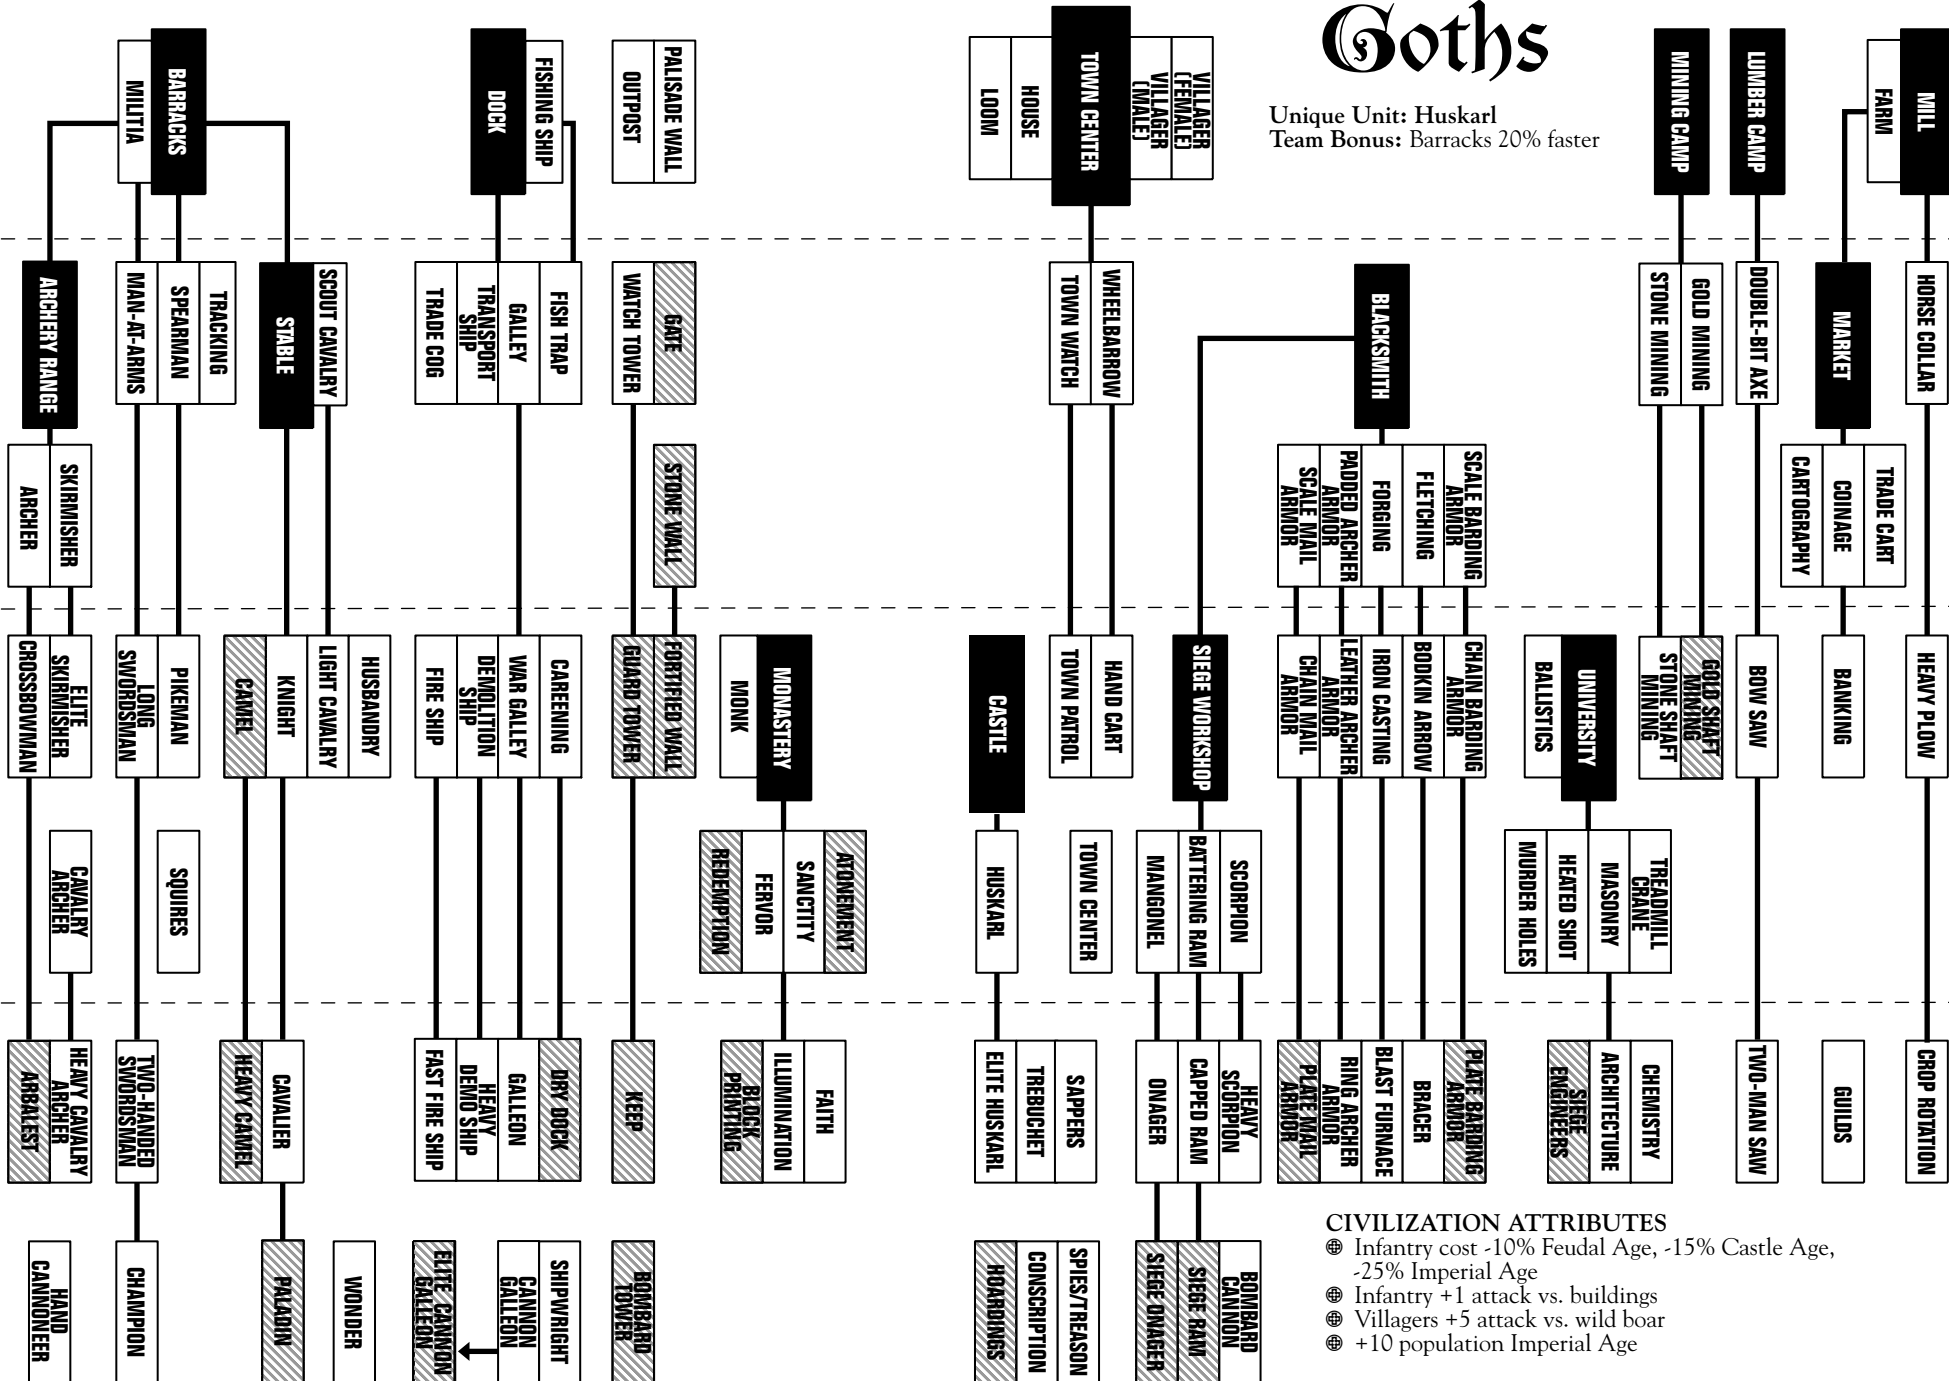 Goths
Unique Unit: Huskarl
Team Bonus: Barracks 20% faster
BARRACKS
MILITIA
DOCK
FISHING SHIP
OUTPOST
PALISADE WALL
LOOM
HOUSE
TOWN CENTER
VILLAGER
(MALE)
VILLAGER
(FEMALE)
MINING CAMP
LUMBER CAMP
FARM
MILL
ARCHERY RANGE
MAN-AT-ARMS
SPEARMAN
TRACKING
STABLE
SCOUT CAVALRY
TRADE COG
TRANSPORT
SHIP
GALLEY
FISH TRAP
WATCH TOWER
GATE
TOWN WATCH
WHEELBARROW
BLACKSMITH
STONE MINING
GOLD MINING
DOUBLE-BIT AXE
MARKET
HORSE COLLAR
ARCHER
SKIRMISHER
STONE WALL
SCALE MAIL
ARMOR
PADDED ARCHER
ARMOR
FORGING
FLETCHING
SCALE BARDING
ARMOR
CARTOGRAPHY
COINAGE
TRADE CART
CROSSBOWMAN
ELITE
SKIRMISHER
LONG
SWORDSMAN
PIKEMAN
CAMEL
KNIGHT
LIGHT CAVALRY
HUSBANDRY
FIRE SHIP
DEMOLITION
SHIP
WAR GALLEY
CAREENING
GUARD TOWER
FORTIFIED WALL
MONK
MONASTERY
CASTLE
TOWN PATROL
HAND CART
SIEGE WORKSHOP
CHAIN MAIL
ARMOR
LEATHER ARCHER
ARMOR
IRON CASTING
BODKIN ARROW
CHAIN BARDING
ARMOR
BALLISTICS
UNIVERSITY
STONE SHAFT
MINING
GOLD SHAFT
MINING
BOW SAW
BANKING
HEAVY PLOW
CAVALRY
ARCHER
SQUIRES
REDEMPTION
FERVOR
SANCTITY
ATONEMENT
HUSKARL
TOWN CENTER
MANGONEL
BATTERING RAM
SCORPION
MURDER HOLES
HEATED SHOT
MASONRY
TREADMILL
CRANE
ARBALEST
HEAVY CAVALRY
ARCHER
TWO-HANDED
SWORDSMAN
HEAVY CAMEL
CAVALIER
FAST FIRE SHIP
HEAVY
DEMO SHIP
GALLEON
DRY DOCK
KEEP
BLOCK
PRINTING
ILLUMINATION
FAITH
ELITE HUSKARL
TREBUCHET
SAPPERS
ONAGER
CAPPED RAM
HEAVY
SCORPION
PLATE MAIL
ARMOR
RING ARCHER
ARMOR
BLAST FURNACE
BRACER
PLATE BARDING
ARMOR
SIEGE
ENGINEERS
ARCHITECTURE
CHEMISTRY
TWO-MAN SAW
GUILDS
CROP ROTATION
HAND
CANNONEER
CHAMPION
PALADIN
WONDER
ELITE CANNON
GALLEON
CANNON
GALLEON
SHIPWRIGHT
BOMBARD
TOWER
HOARDINGS
CONSCRIPTION
SPIES/TREASON
SIEGE ONAGER
SIEGE RAM
BOMBARD
CANNON
CIVILIZATION ATTRIBUTES
Infantry cost -10% Feudal Age, -15% Castle Age,
-25% Imperial Age
Infantry +1 attack vs. buildings
Villagers +5 attack vs. wild boar
+10 population Imperial Age